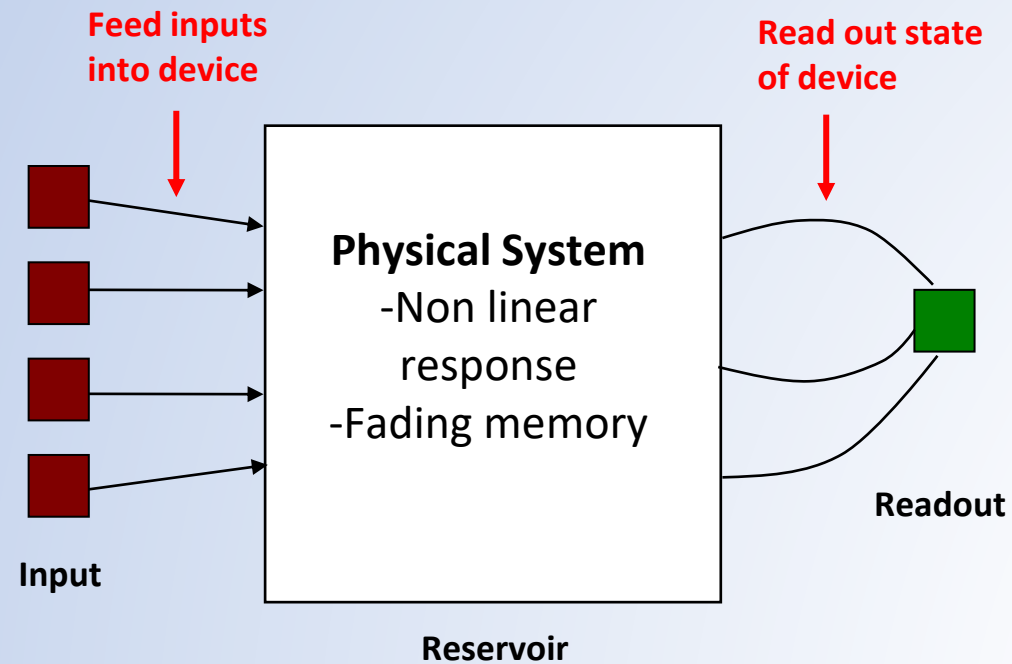 Feed inputs
into device
Read out state
of device
Physical System
-Non linear
response
-Fading memory
Readout
Input
Reservoir